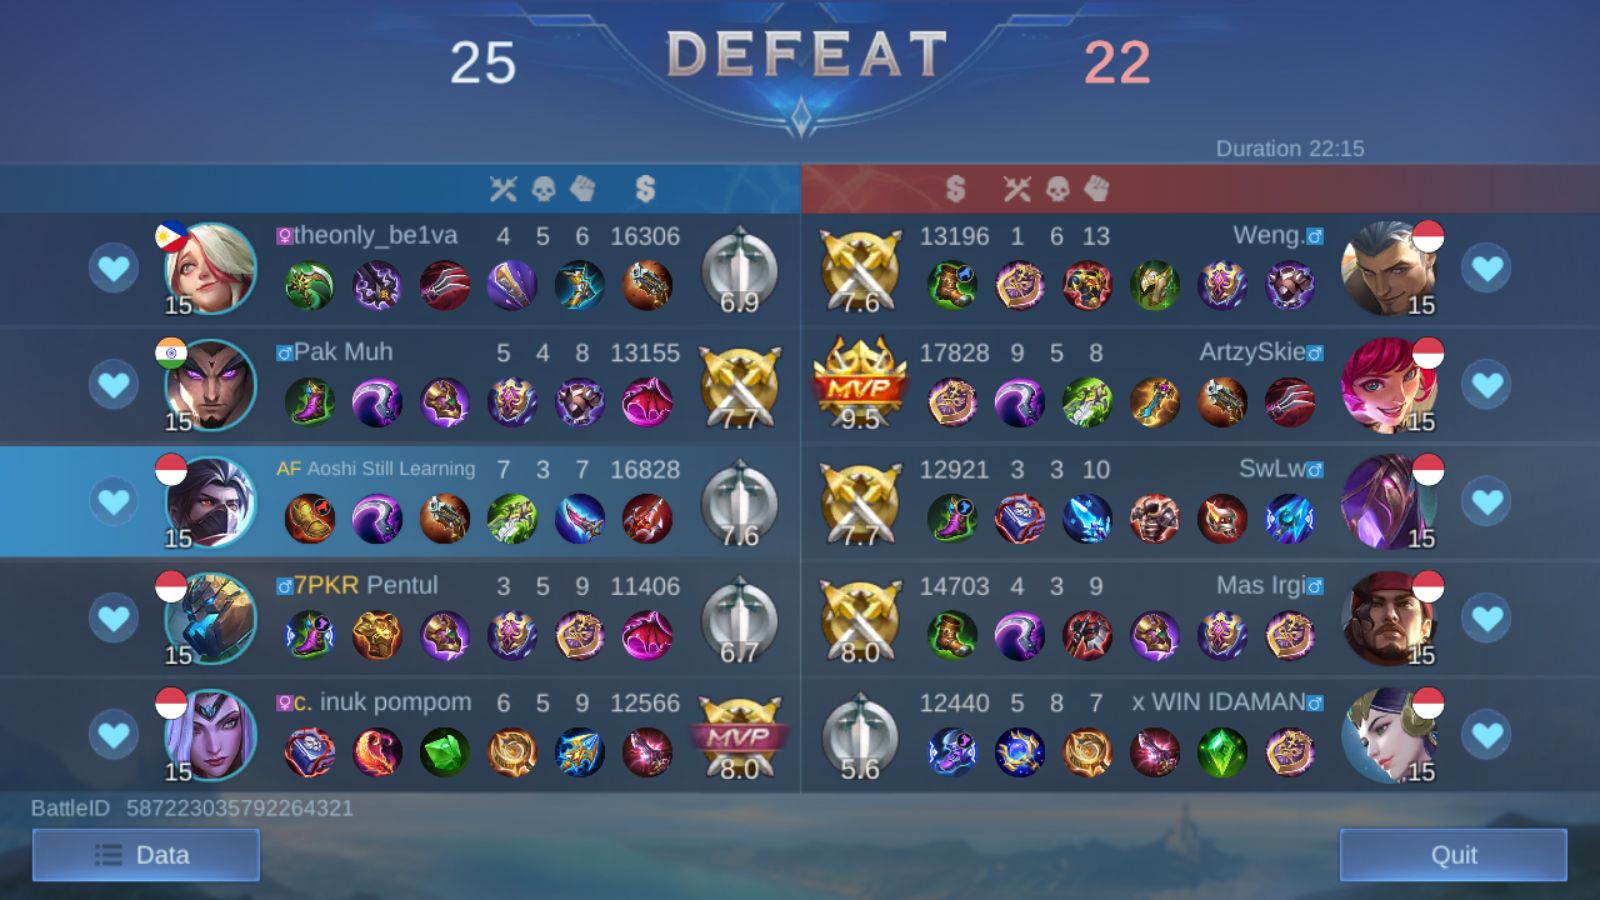 25 DEFEAT 22
Duration 22:15
theonly_be1va 4 5 6 16306
15 6.9
13196 1 6 13 Weng.
7.6 15
Pak Muh 5 4 8 13155
15 7.7
17828 9 5 8 ArtzySkie
MVP 9.5 15
AF Aoshi Still Learning 7 3 7 16828
15 7.6
12921 3 3 10 SwLw
7.7 15
7PKR Pentul 3 5 9 11406
15 6.7
14703 4 3 9 Mas Irgi
8.0 15
c. inuk pompom 6 5 9 12566
15 MVP 8.0
12440 5 8 7 x WIN IDAMAN
5.6 15
BattleID 587223035792264321
Data
Quit